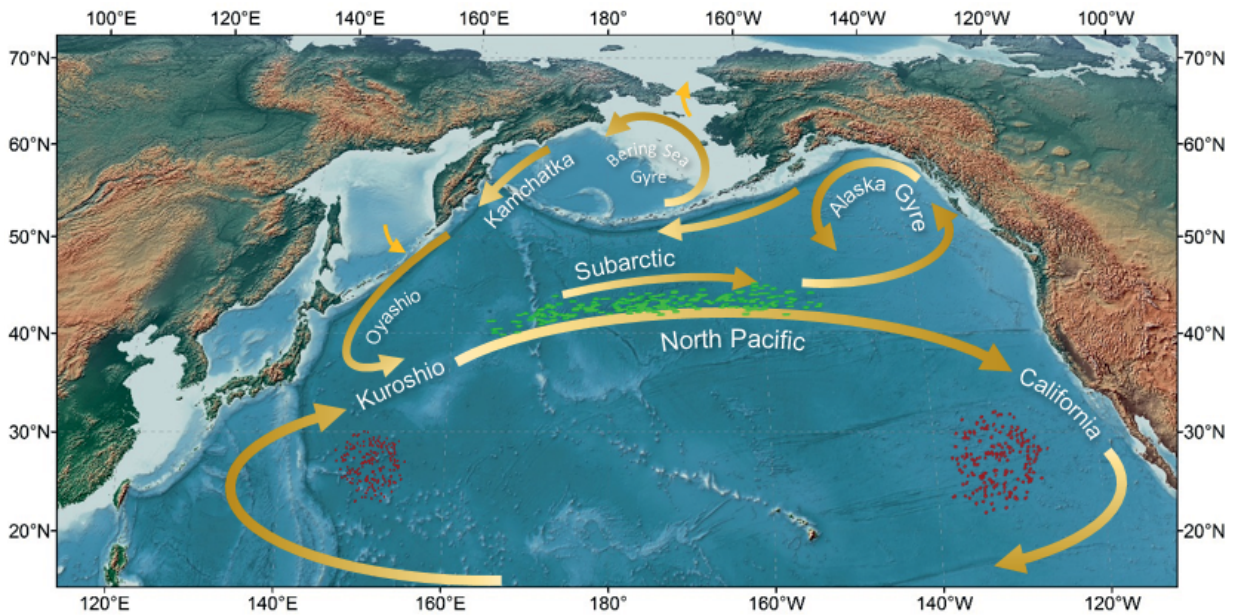 100°E 120°E 140°E 160°E 180° 160°W 140°W 120°W 100°W
70°N 70°N
60°N 60°N
Bering Sea
Gyre
Kamchatka
Alaska Gyre
50°N 50°N
Subarctic
Oyashio
40°N 40°N
North Pacific
Kuroshio
California
30°N 30°N
20°N 20°N
120°E 140°E 160°E 180° 160°W 140°W 120°W